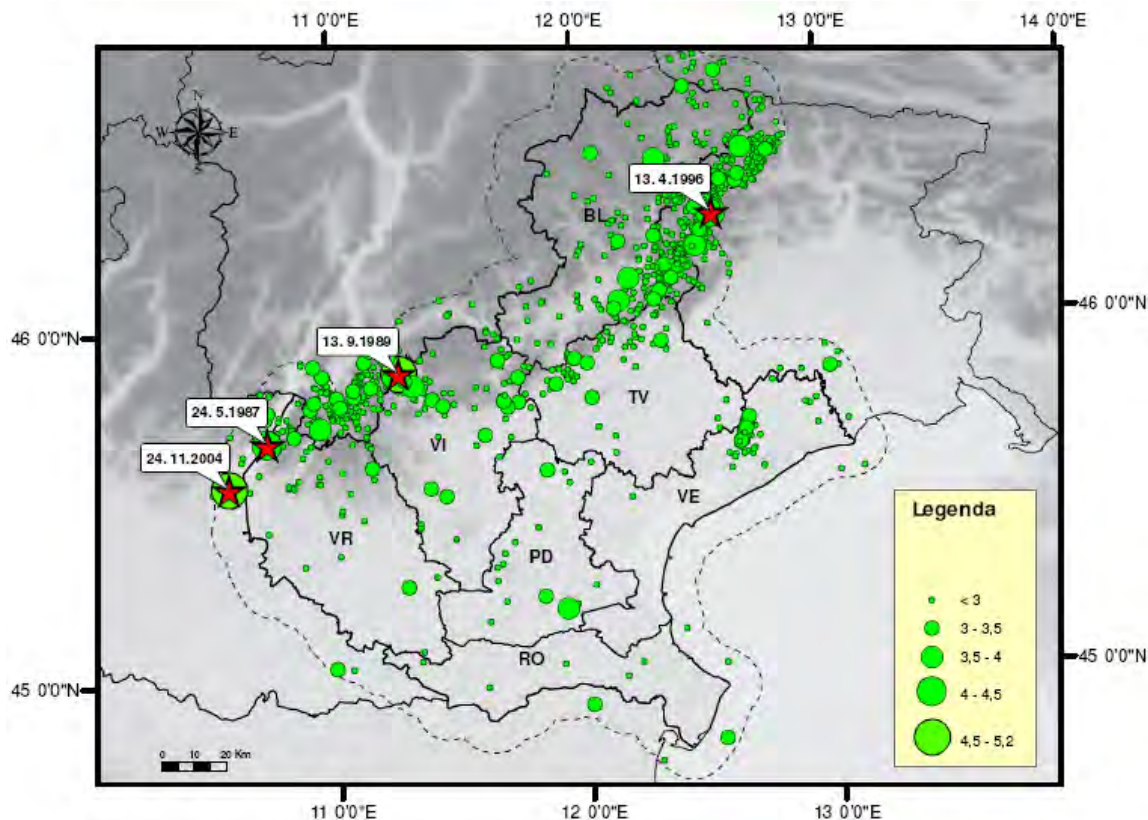 11 0'0"E 12 0'0"E 13 0'0"E 14 0'0"E
N
W E
S
13. 4.1996
BL
46 0'0"N
46 0'0"N
13. 9.1989
TV
24. 5.1987
VI
24. 11.2004
VE
Legenda
VR
PD
< 3
3 - 3,5
RO
3,5 - 4
45 0'0"N
45 0'0"N
4 - 4,5
4,5 - 5,2
0 10 20 Km
11 0'0"E 12 0'0"E 13 0'0"E